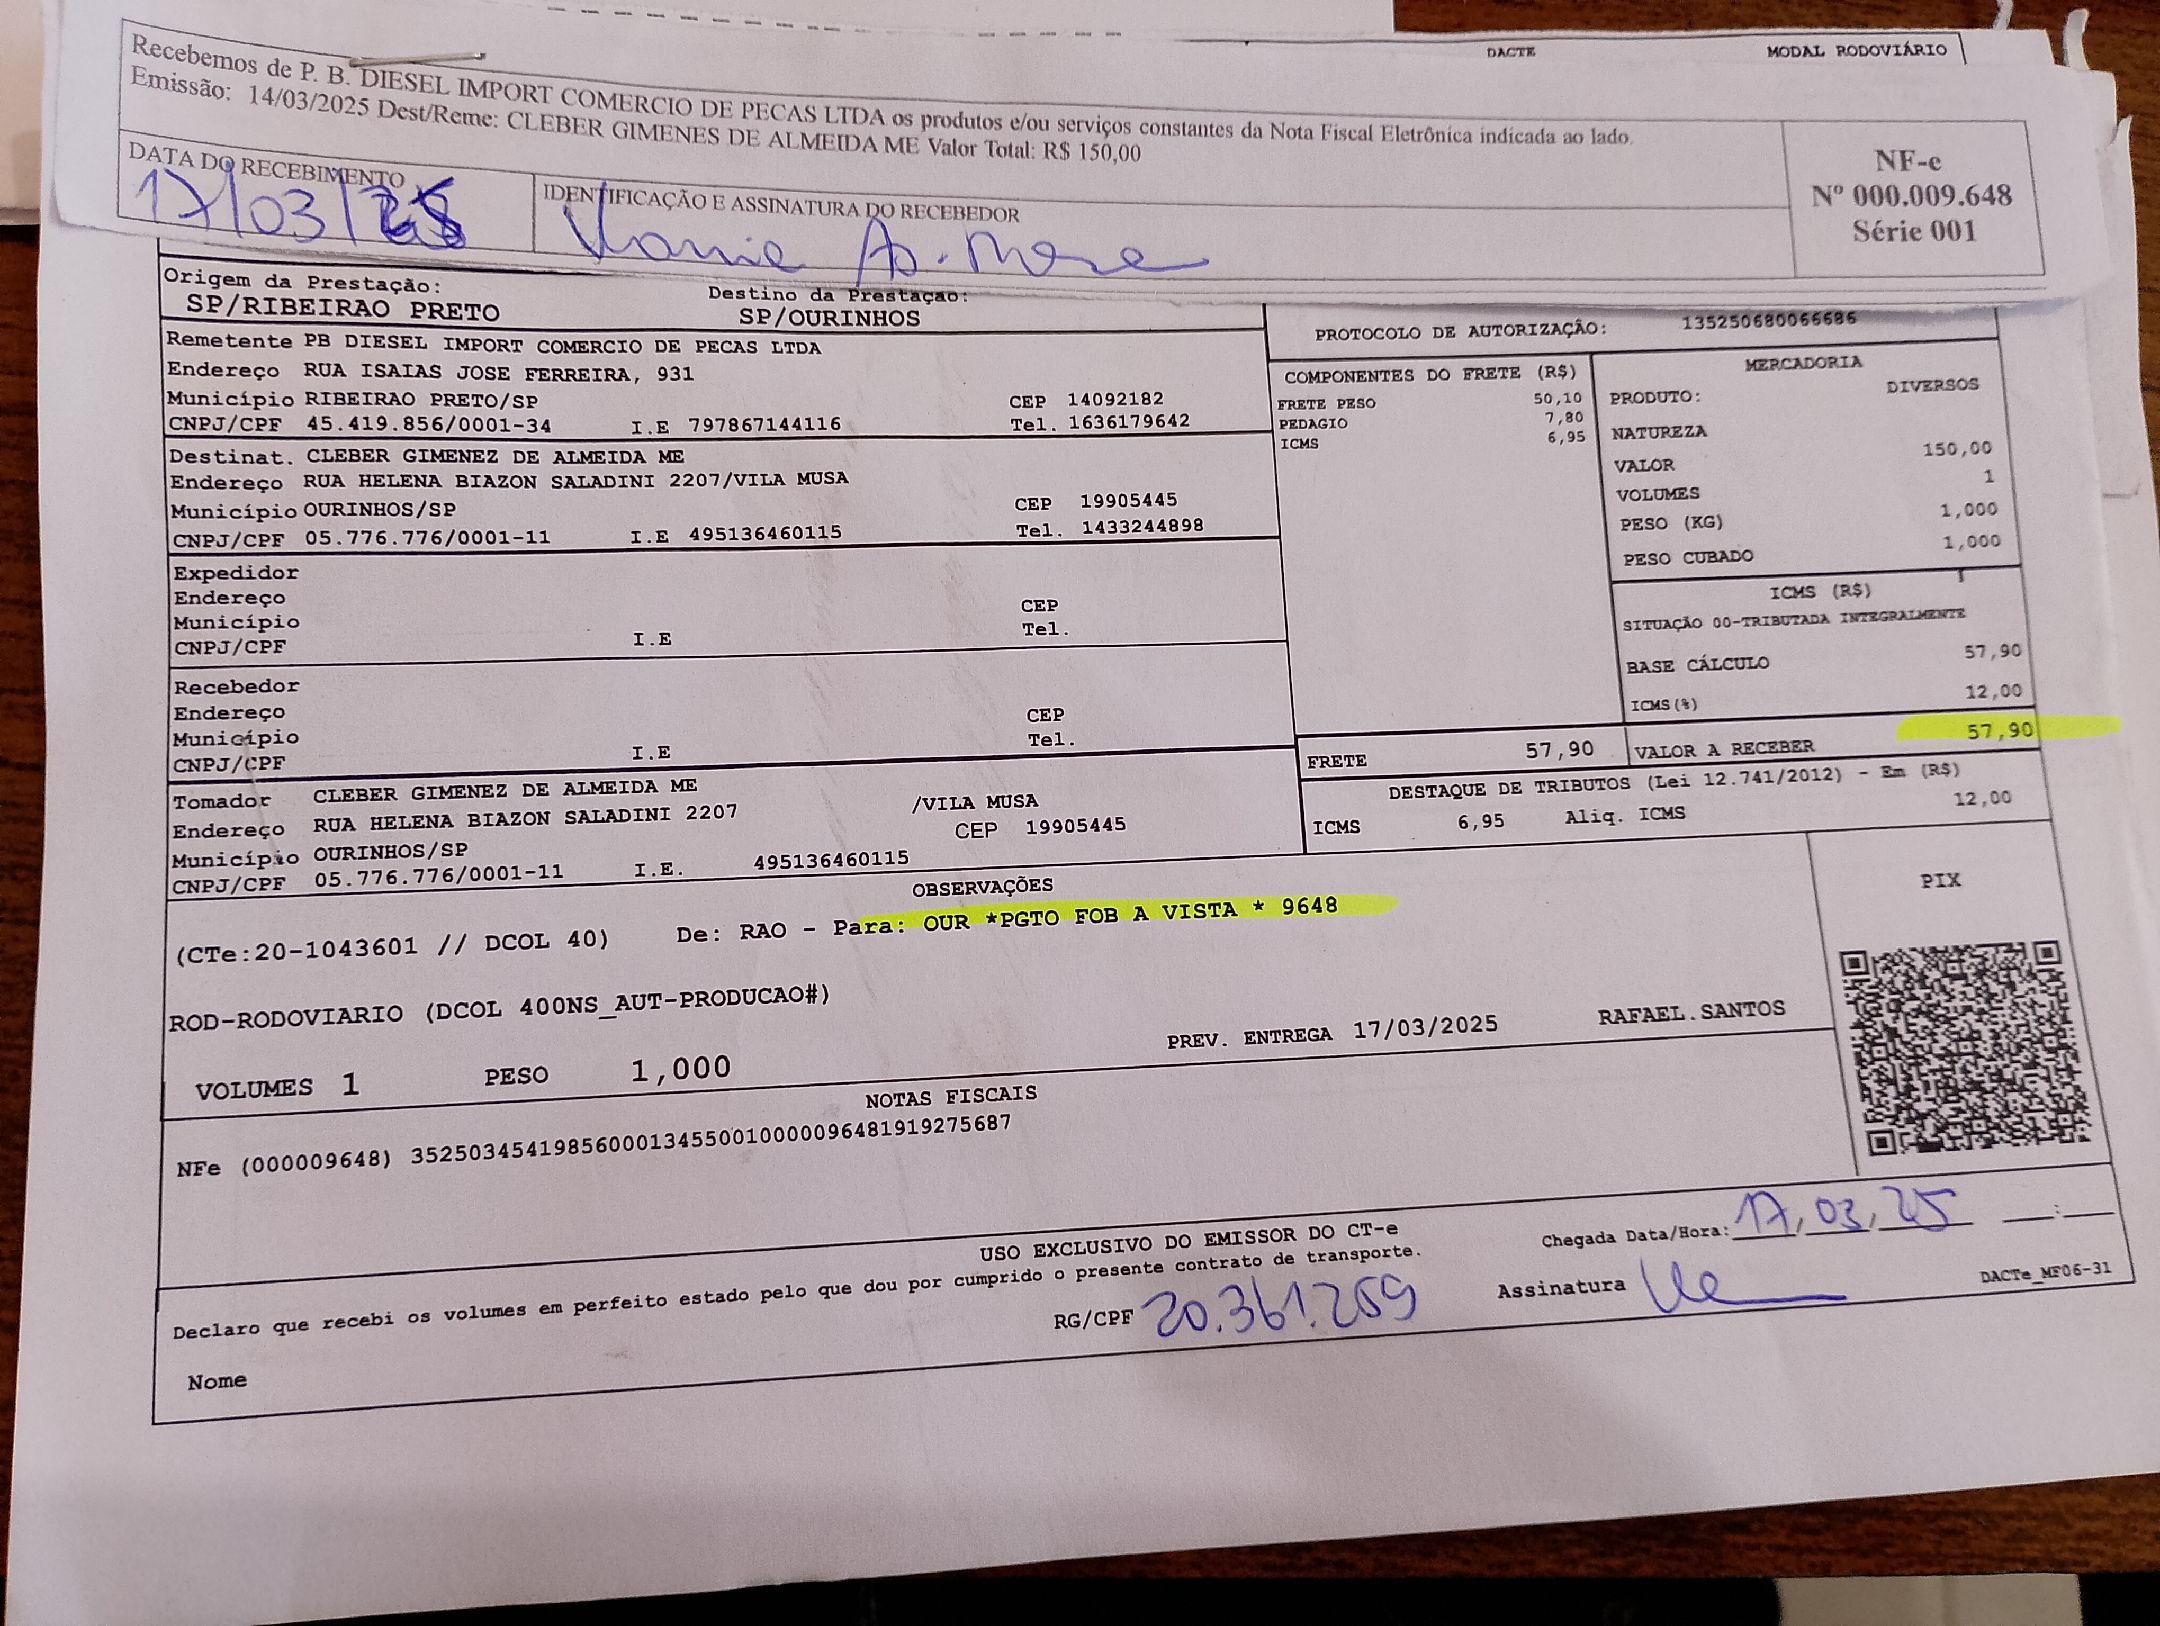 DACTE MODAL RODOVIÁRIO
Recebemos de P. B. DIESEL IMPORT COMERCIO DE PECAS LTDA os produtos e/ou serviços constantes da Nota Fiscal Eletrônica indicada ao lado.
Emissão: 14/03/2025 Dest/Reme: CLEBER GIMENES DE ALMEIDA ME Valor Total: R$ 150,00
DATA DO RECEBIMENTO
17/03/25
IDENTIFICAÇÃO E ASSINATURA DO RECEBEDOR
NF-e
Nº 000.009.648
Série 001
Origem da Prestação:
SP/RIBEIRAO PRETO
Destino da Prestação:
SP/OURINHOS
Remetente PB DIESEL IMPORT COMERCIO DE PECAS LTDA
Endereço RUA ISAIAS JOSE FERREIRA, 931
Município RIBEIRAO PRETO/SP CEP 14092182
CNPJ/CPF 45.419.856/0001-34 I.E 797867144116 Tel. 1636179642
Destinat. CLEBER GIMENEZ DE ALMEIDA ME
Endereço RUA HELENA BIAZON SALADINI 2207/VILA MUSA
Município OURINHOS/SP CEP 19905445
CNPJ/CPF 05.776.776/0001-11 I.E 495136460115 Tel. 1433244898
Expedidor
Endereço
Município CEP
CNPJ/CPF I.E Tel.
Recebedor
Endereço
Município CEP
CNPJ/CPF I.E Tel.
Tomador CLEBER GIMENEZ DE ALMEIDA ME
Endereço RUA HELENA BIAZON SALADINI 2207 /VILA MUSA
Município OURINHOS/SP CEP 19905445
CNPJ/CPF 05.776.776/0001-11 I.E. 495136460115
PROTOCOLO DE AUTORIZAÇÃO: 135250680066686
COMPONENTES DO FRETE (R$)
FRETE PESO 50,10
PEDAGIO 7,80
ICMS 6,95
MERCADORIA
PRODUTO: DIVERSOS
NATUREZA
VALOR 150,00
VOLUMES 1
PESO (KG) 1,000
PESO CUBADO 1,000
ICMS (R$)
SITUAÇÃO 00-TRIBUTADA INTEGRALMENTE
BASE CÁLCULO 57,90
ICMS(%) 12,00
FRETE 57,90 VALOR A RECEBER 57,90
DESTAQUE DE TRIBUTOS (Lei 12.741/2012) - Em (R$)
ICMS 6,95 Aliq. ICMS 12,00
OBSERVAÇÕES
(CTe:20-1043601 // DCOL 40) De: RAO - Para: OUR *PGTO FOB A VISTA * 9648
ROD-RODOVIARIO (DCOL 400NS_AUT-PRODUCAO#)
PREV. ENTREGA 17/03/2025 RAFAEL.SANTOS
VOLUMES 1 PESO 1,000
PIX
NOTAS FISCAIS
NFe (000009648) 35250345419856000134550010000096481919275687
USO EXCLUSIVO DO EMISSOR DO CT-e
Declaro que recebi os volumes em perfeito estado pelo que dou por cumprido o presente contrato de transporte.
Chegada Data/Hora: 17/03/25 __:__
Nome
RG/CPF 20.361.259
Assinatura
DACTe_MF06-31